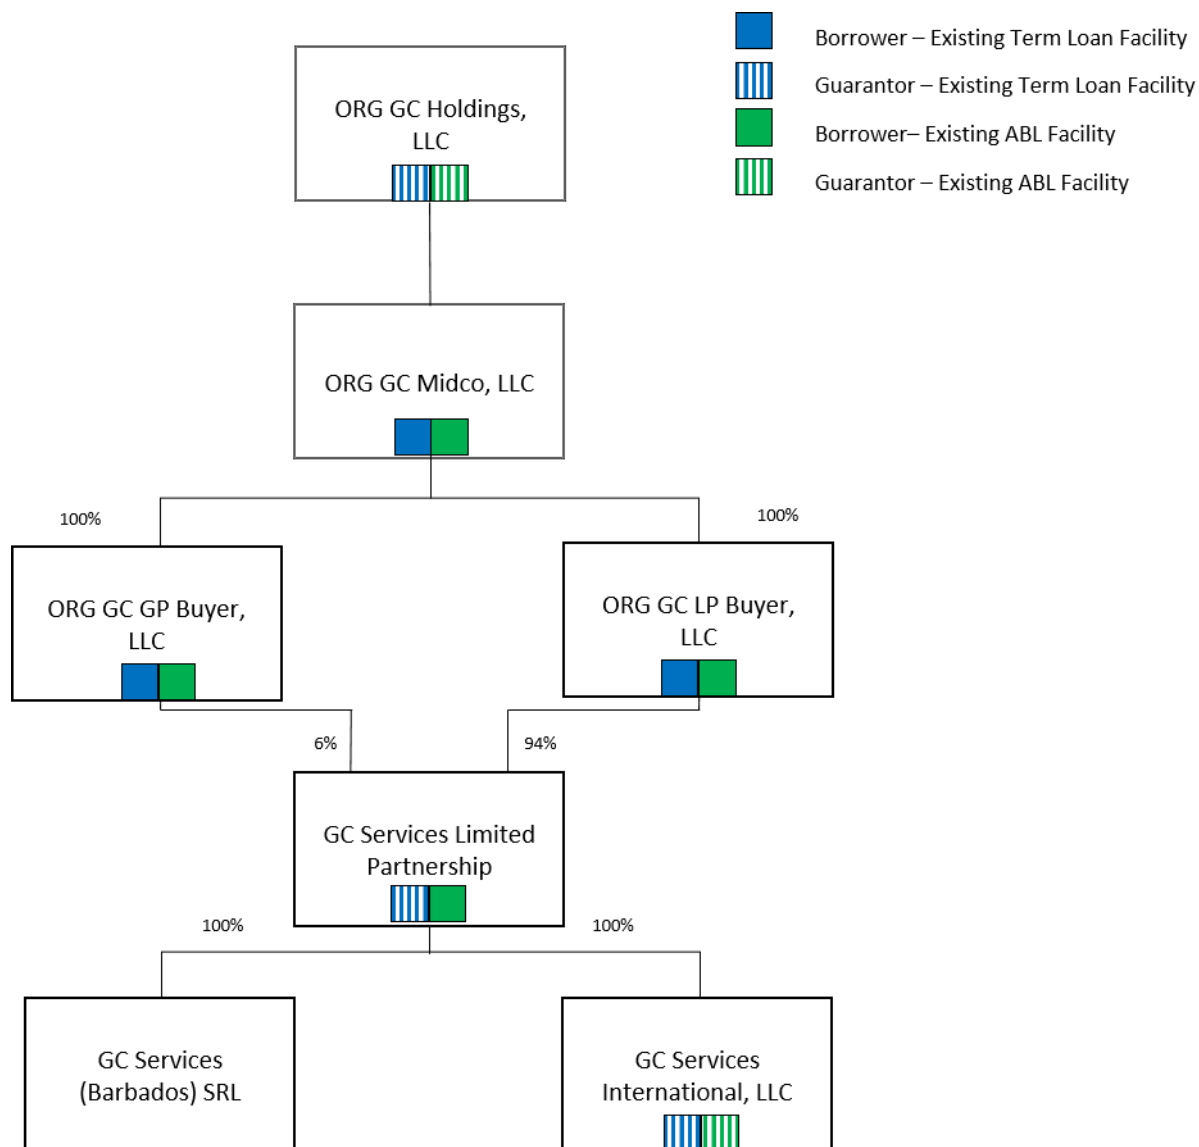 Borrower – Existing Term Loan Facility
Guarantor – Existing Term Loan Facility
Borrower– Existing ABL Facility
Guarantor – Existing ABL Facility
ORG GC Holdings,
LLC
ORG GC Midco, LLC
100%
100%
ORG GC GP Buyer,
LLC
ORG GC LP Buyer,
LLC
6%
94%
GC Services Limited
Partnership
100%
100%
GC Services
(Barbados) SRL
GC Services
International, LLC